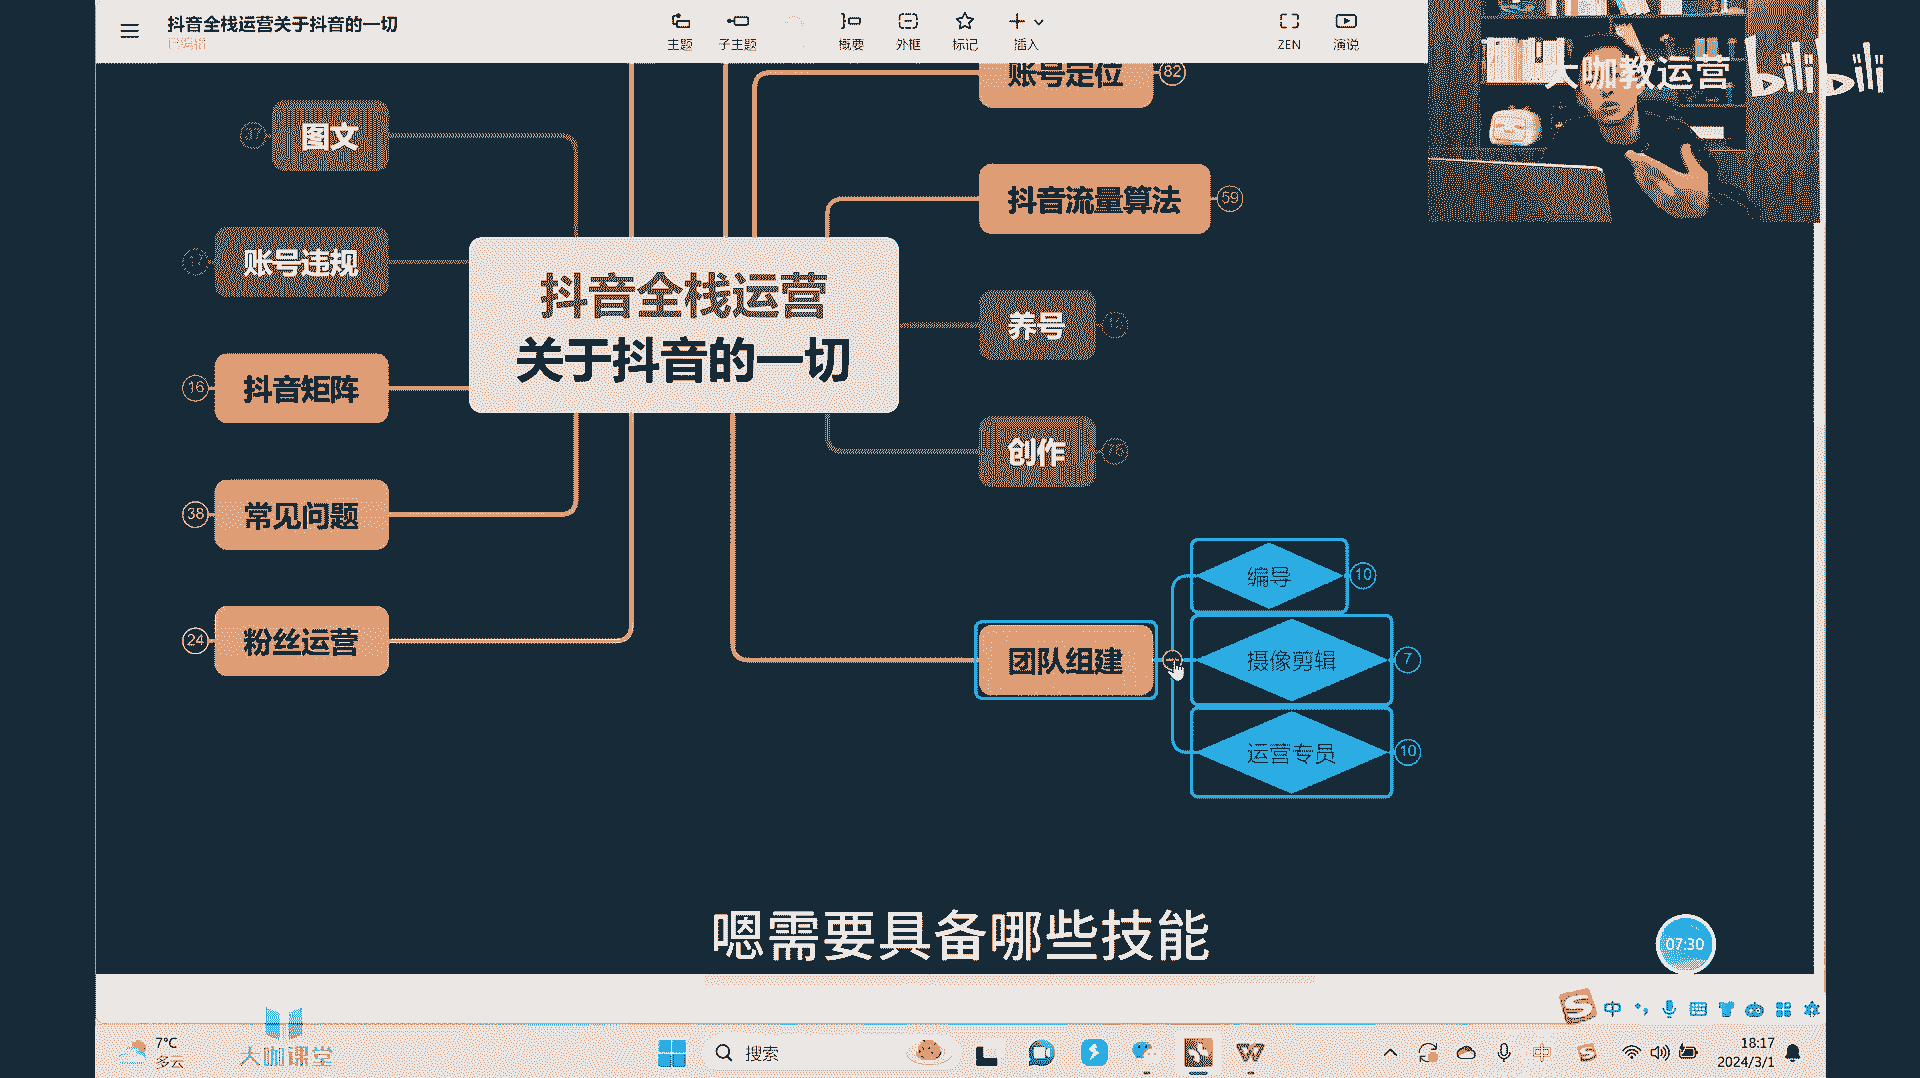 抖音全栈运营关于抖音的一切
已编辑
主题
子主题
概要
外框
标记
插入
ZEN
演说
大咖教运营
bilibili
账号定位
82
图文
37
抖音流量算法
59
账号违规
抖音全栈运营
关于抖音的一切
养号
抖音矩阵
16
创作
76
常见问题
38
编导
10
粉丝运营
24
团队组建
摄像剪辑
7
运营专员
10
嗯需要具备哪些技能
07:30
中
大咖课堂
7°C
多云
搜索
中
18:17
2024/3/1